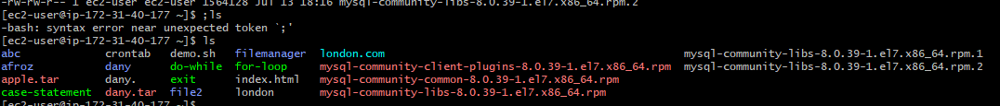 -rw-rw-r-- 1 ec2-user ec2-user 1564128 Jul 13 18:16 mysql-community-libs-8.0.39-1.el7.x86_64.rpm.2
[ec2-user@ip-172-31-40-177 ~]$ ;ls
-bash: syntax error near unexpected token `;'
[ec2-user@ip-172-31-40-177 ~]$ ls
abc crontab demo.sh filemanager london.com mysql-community-libs-8.0.39-1.el7.x86_64.rpm.1
afroz dany do-while for-loop mysql-community-client-plugins-8.0.39-1.el7.x86_64.rpm mysql-community-libs-8.0.39-1.el7.x86_64.rpm.2
apple.tar dany. exit index.html mysql-community-common-8.0.39-1.el7.x86_64.rpm
case-statement dany.tar file2 london mysql-community-libs-8.0.39-1.el7.x86_64.rpm
[ec2-user@ip-172-31-40-177 ~]$